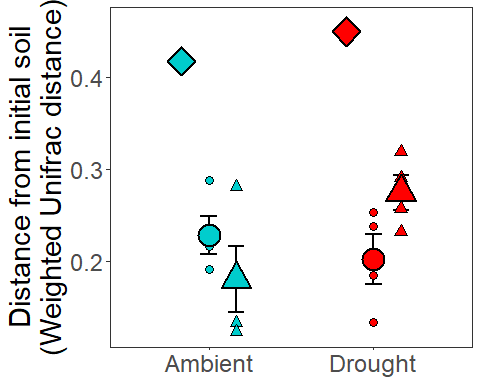 Distance from initial soil
(Weighted Unifrac distance)
0.4
0.3
0.2
Ambient Drought